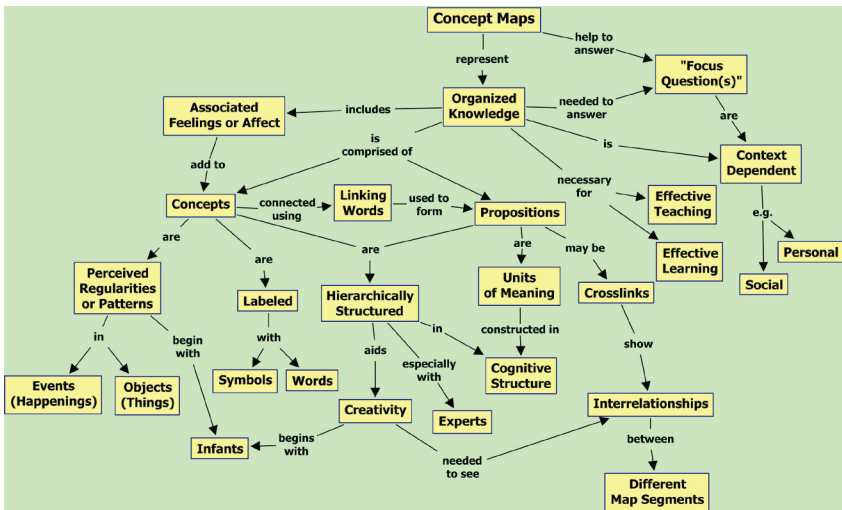 Concept Maps
help to
answer
represent
"Focus
Question(s)"
Associated
Feelings or Affect
includes
Organized
Knowledge
needed to
answer
are
is
comprised of
is
Context
Dependent
add to
necessary
for
Concepts
connected
using
Linking
Words
used to
form
Propositions
Effective
Teaching
e.g.
are
are
are
are
may be
Personal
Effective
Learning
Perceived
Regularities
or Patterns
Labeled
Hierarchically
Structured
Units
of Meaning
Crosslinks
Social
in
begin
with
with
aids
in
constructed in
show
especially
with
Events
(Happenings)
Objects
(Things)
Symbols
Words
Cognitive
Structure
Creativity
Experts
Interrelationships
Infants
begins
with
needed
to see
between
Different
Map Segments